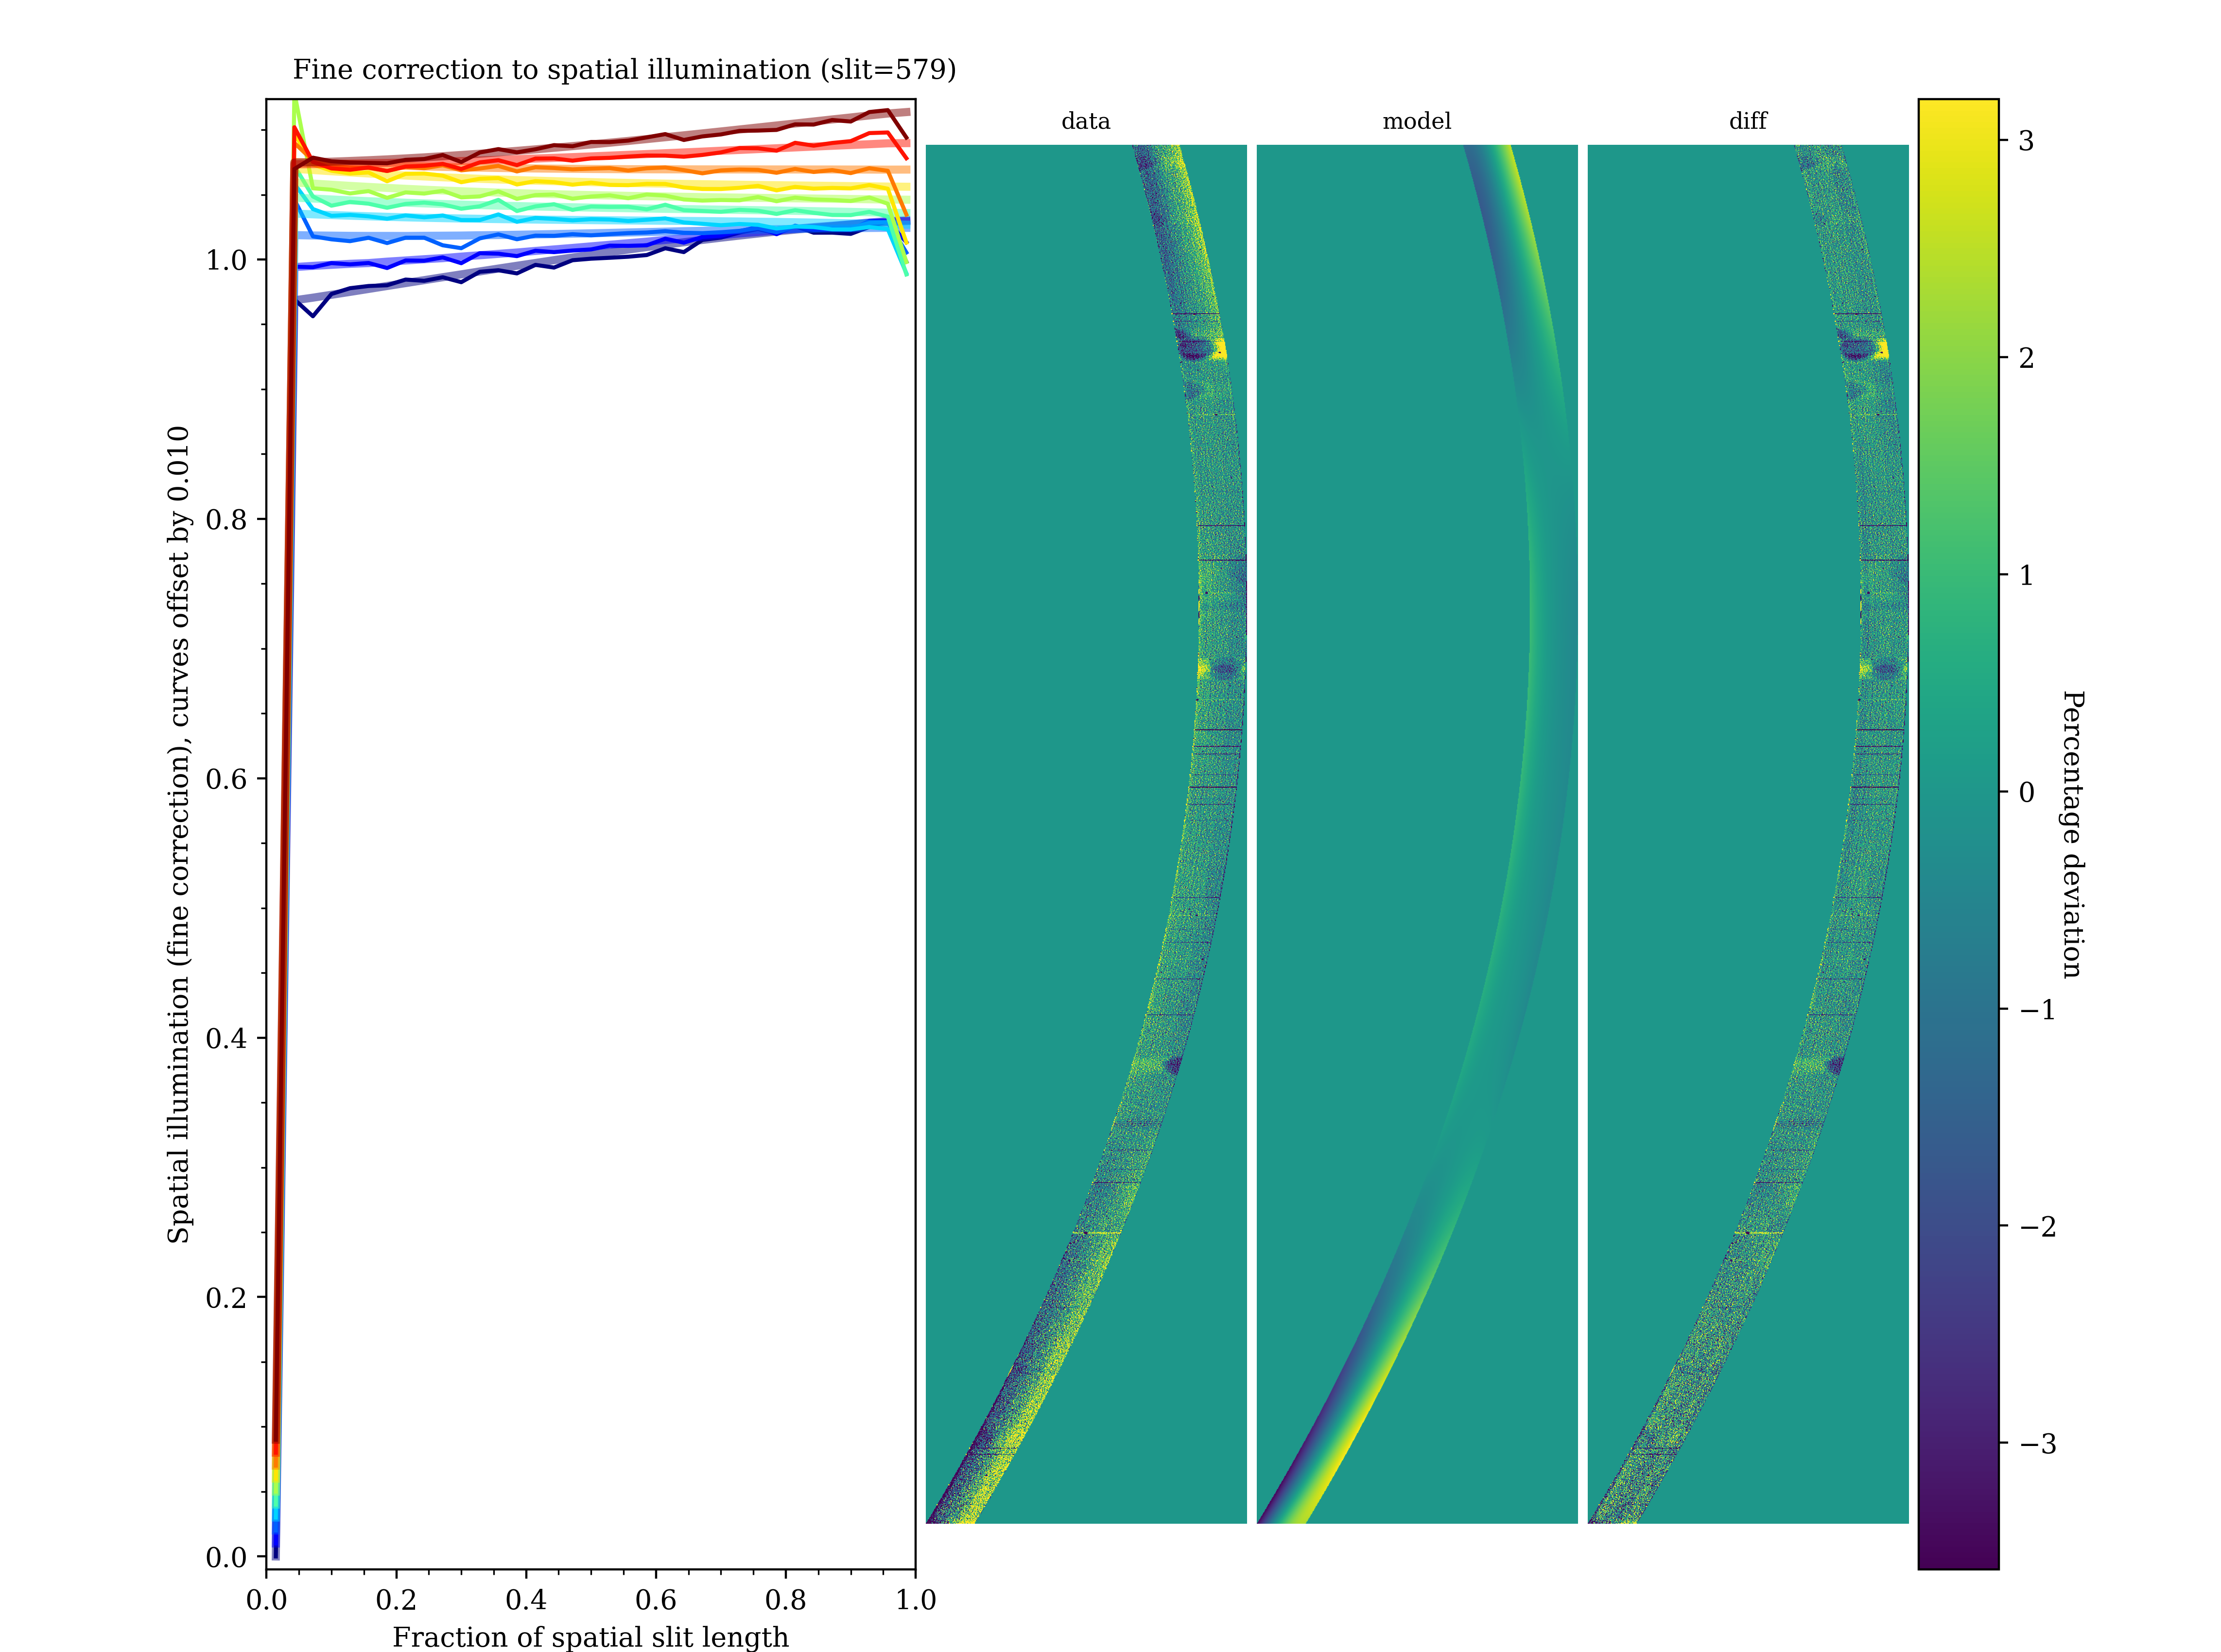 Fine correction to spatial illumination (slit=579)
data
model
diff
Spatial illumination (fine correction), curves offset by 0.010
1.0
0.8
0.6
0.4
0.2
0.0
0.0 0.2 0.4 0.6 0.8 1.0
Fraction of spatial slit length
3
2
1
0
−1
−2
−3
Percentage deviation